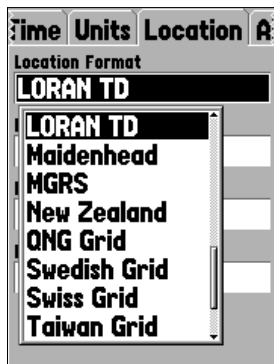 Time Units Location A
Location Format
LORAN TD
LORAN TD
Maidenhead
MGRS
New Zealand
QNG Grid
Swedish Grid
Swiss Grid
Taiwan Grid